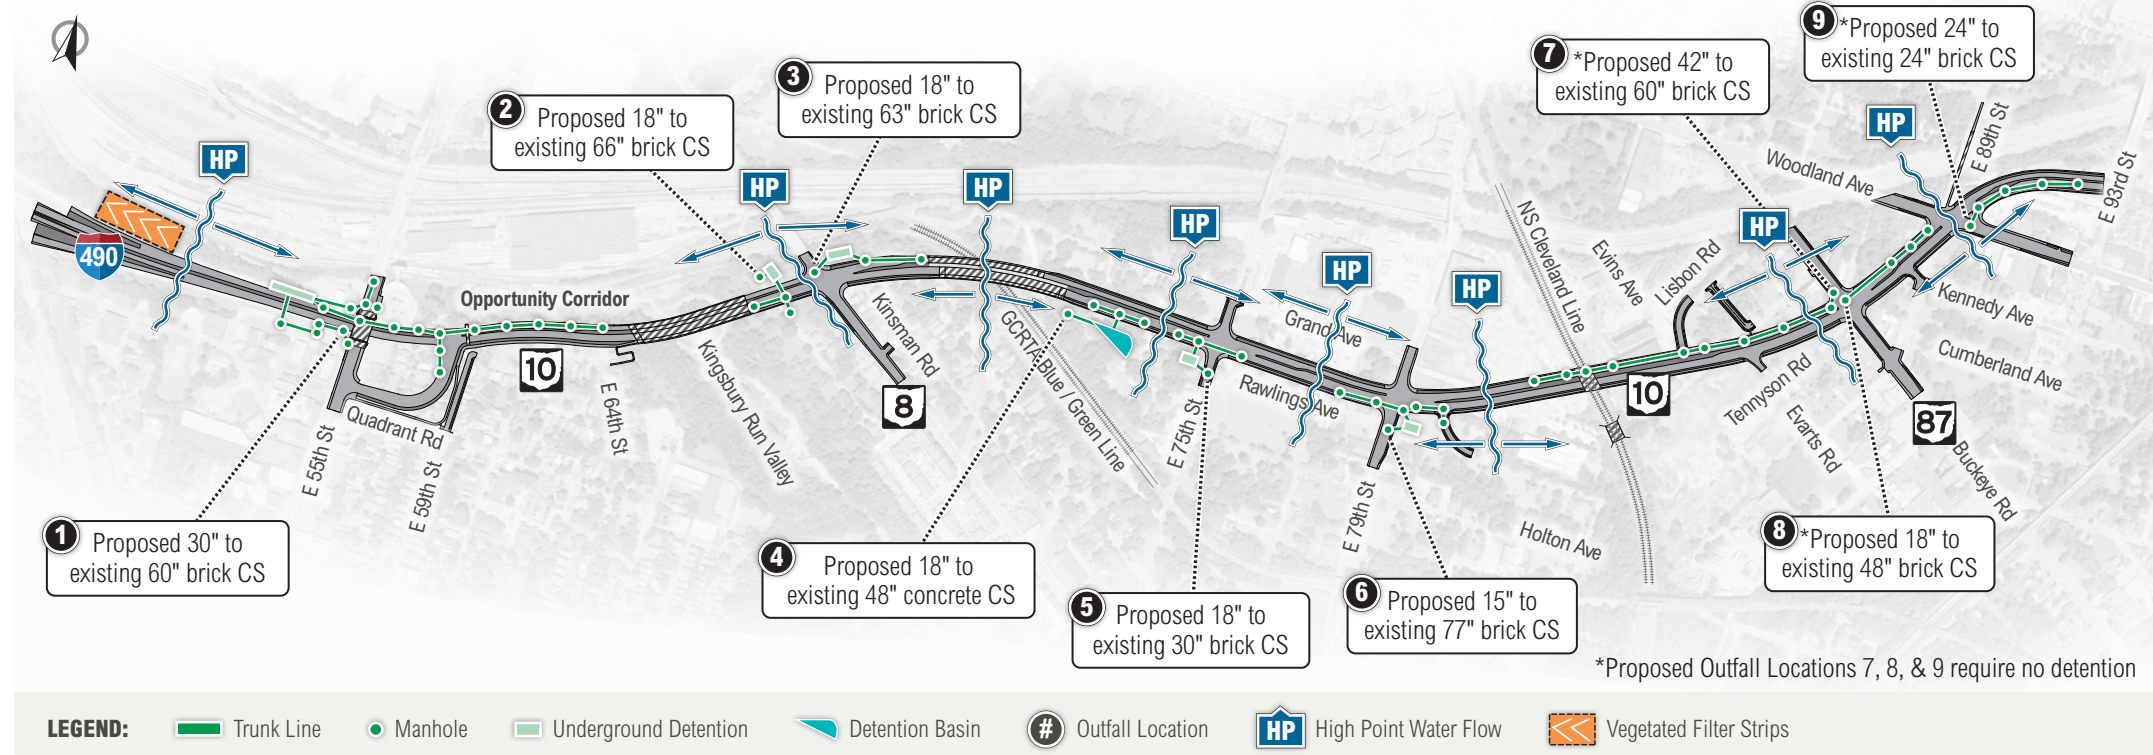 9
*Proposed 24" to
existing 24" brick CS
7
*Proposed 42" to
existing 60" brick CS
3
Proposed 18" to
existing 63" brick CS
2
Proposed 18" to
existing 66" brick CS
HP
HP
HP
HP
HP
HP
HP
HP
E 89th St
E 93rd St
Woodland Ave
NS Cleveland Line
Evins Ave
Lisbon Rd
490
Opportunity Corridor
Kinsman Rd
GCRTA Blue / Green Line
Grand Ave
Kennedy Ave
Cumberland Ave
10
8
10
87
Kingsbury Run Valley
E 64th St
Rawlings Ave
Tennyson Rd
Evarts Rd
Buckeye Rd
Quadrant Rd
E 55th St
E 59th St
E 75th St
E 79th St
Holton Ave
1
Proposed 30" to
existing 60" brick CS
4
Proposed 18" to
existing 48" concrete CS
5
Proposed 18" to
existing 30" brick CS
6
Proposed 15" to
existing 77" brick CS
8
*Proposed 18" to
existing 48" brick CS
*Proposed Outfall Locations 7, 8, & 9 require no detention
LEGEND:
Trunk Line
Manhole
Underground Detention
Detention Basin
#
Outfall Location
HP
High Point Water Flow
Vegetated Filter Strips